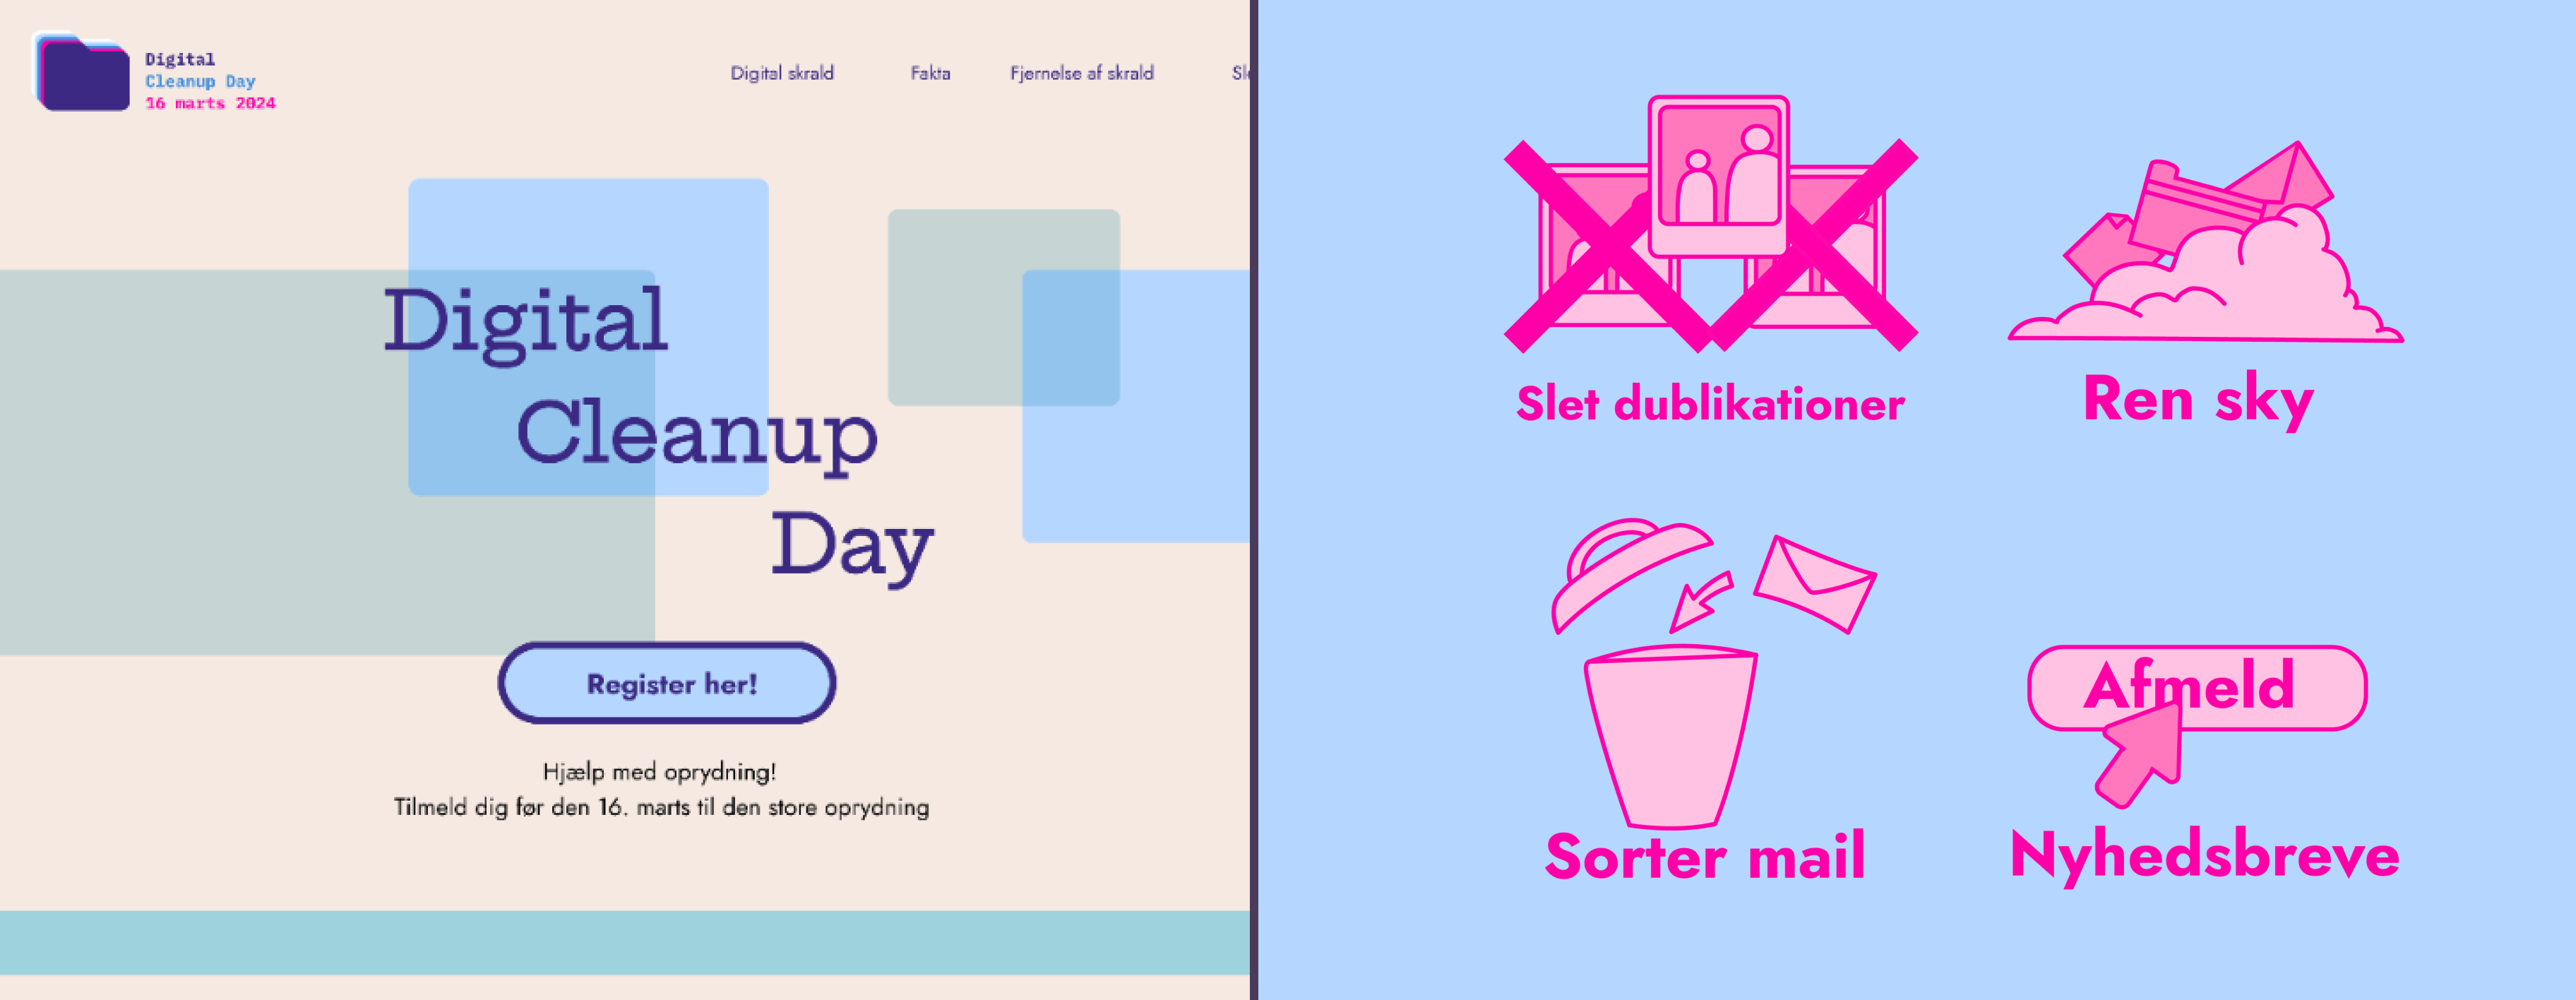 Digital
Cleanup Day
16 marts 2024
Digital skrald
Fakta
Fjernelse af skrald
Digital
Cleanup
Day
Register her!
Hjælp med oprydning!
Tilmeld dig før den 16. marts til den store oprydning
Slet dublikationer
Ren sky
Sorter mail
Afmeld
Nyhedsbreve